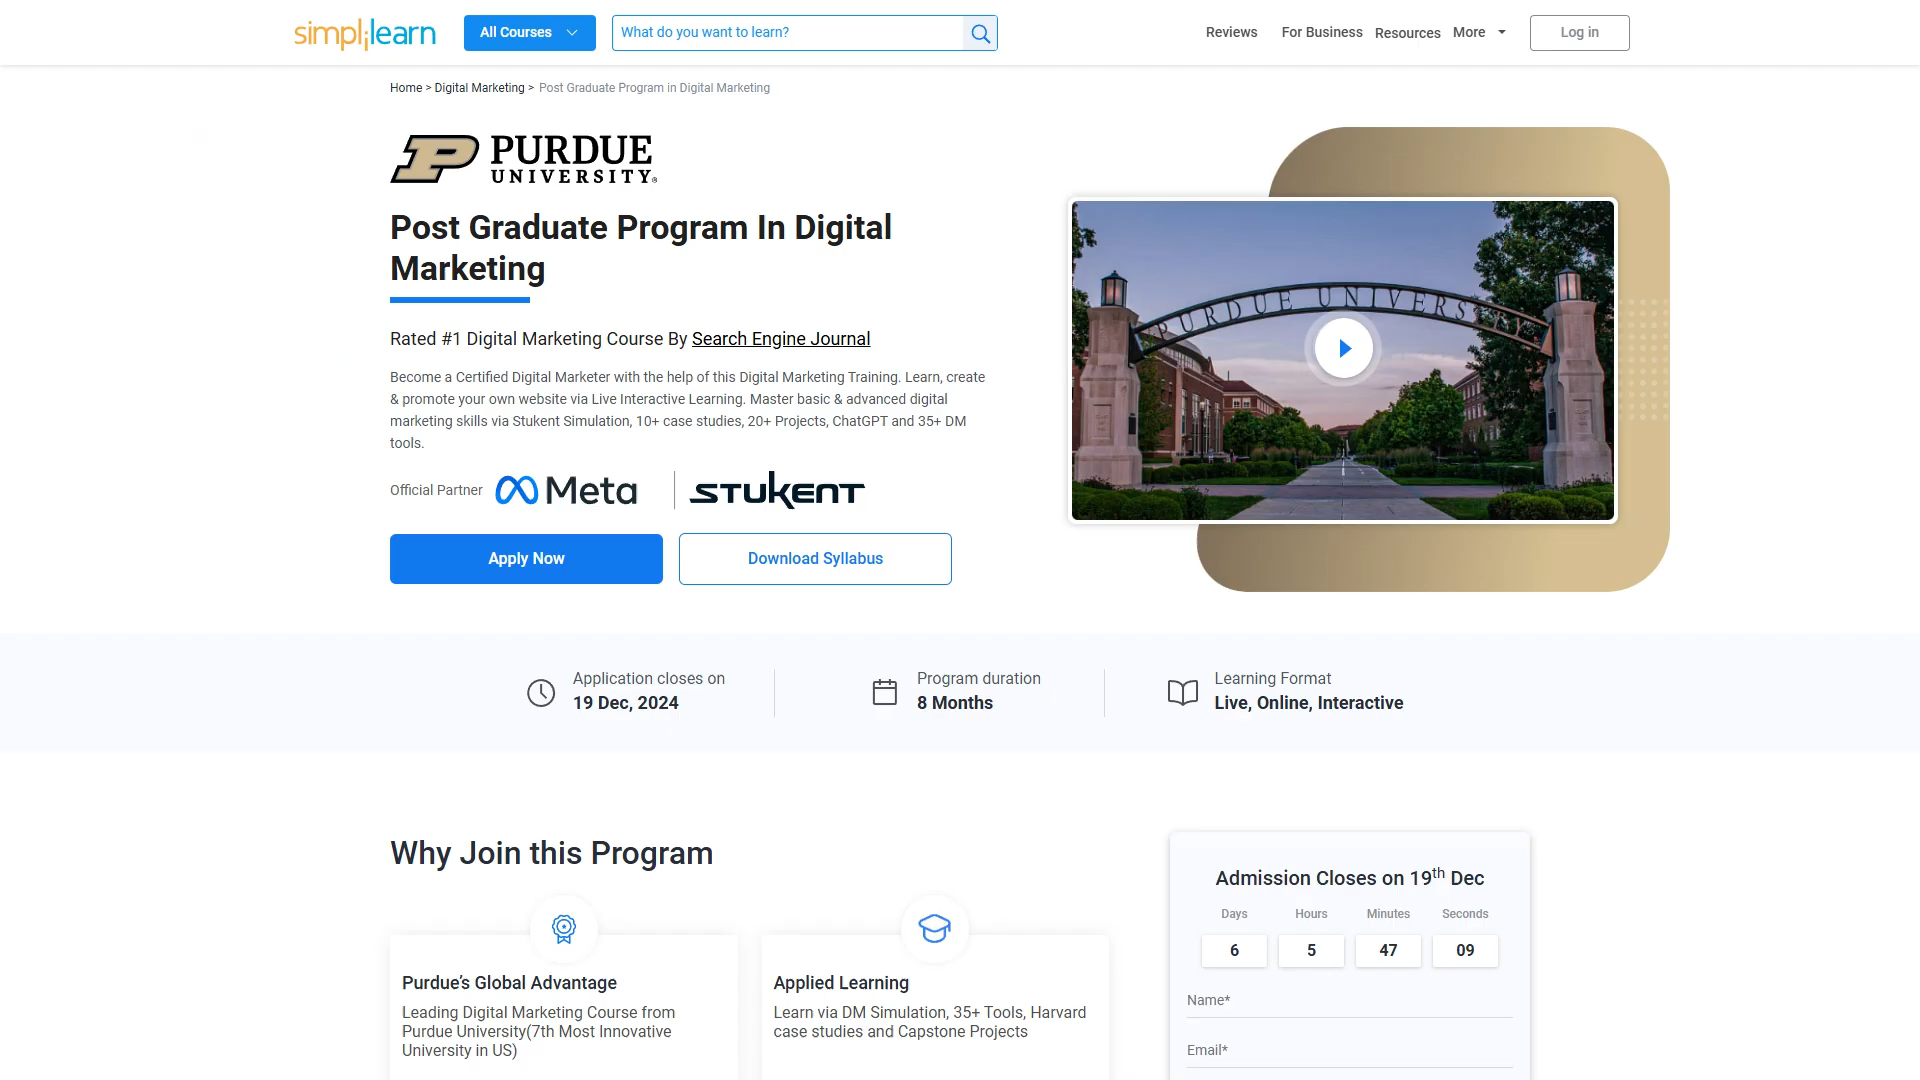 simplilearn
All Courses
What do you want to learn?
Reviews
For Business
Resources
More
Log in
Home > Digital Marketing > Post Graduate Program in Digital Marketing
PURDUE
UNIVERSITY®
Post Graduate Program In Digital
Marketing
Rated #1 Digital Marketing Course By Search Engine Journal
Become a Certified Digital Marketer with the help of this Digital Marketing Training. Learn, create
& promote your own website via Live Interactive Learning. Master basic & advanced digital
marketing skills via Stukent Simulation, 10+ case studies, 20+ Projects, ChatGPT and 35+ DM
tools.
Official Partner
Meta
STUKENT
Apply Now
Download Syllabus
PURDUE UNIVERSITY
Application closes on
19 Dec, 2024
Program duration
8 Months
Learning Format
Live, Online, Interactive
Why Join this Program
Purdue’s Global Advantage
Leading Digital Marketing Course from
Purdue University(7th Most Innovative
University in US)
Applied Learning
Learn via DM Simulation, 35+ Tools, Harvard
case studies and Capstone Projects
Admission Closes on 19th Dec
Days Hours Minutes Seconds
6 5 47 09
Name*
Email*